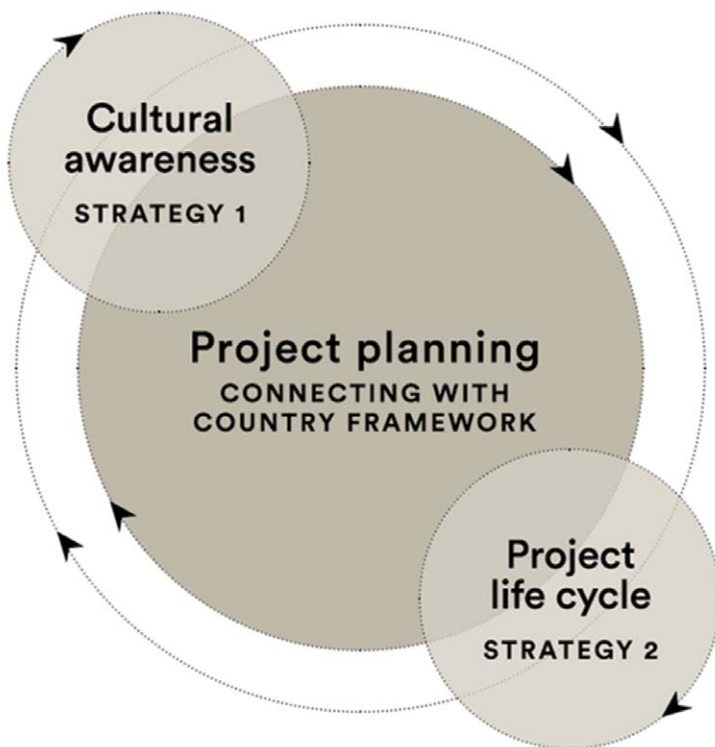 Cultural
awareness
STRATEGY 1
Project planning
CONNECTING WITH
COUNTRY FRAMEWORK
Project
life cycle
STRATEGY 2